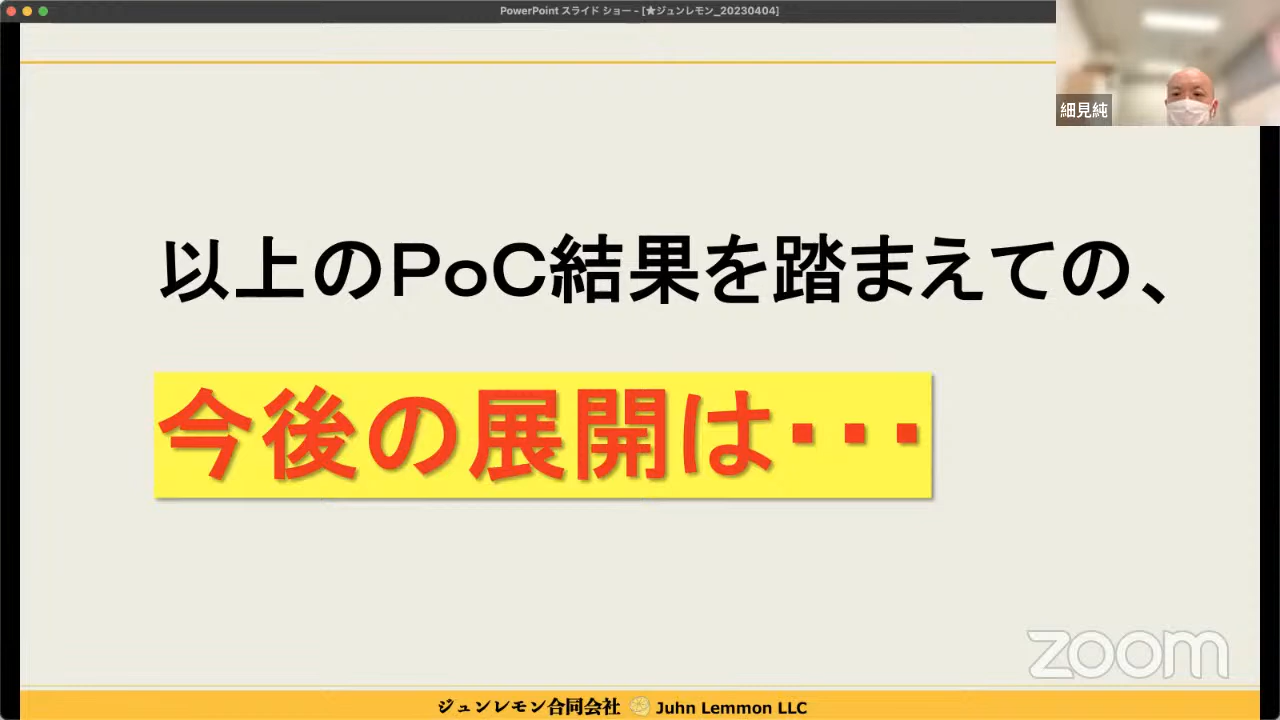 PowerPoint スライド ショー - [★ジュンレモン_20230404]
細見純
以上のPoC結果を踏まえての、
今後の展開は・・・
zoom
ジュンレモン合同会社 Juhn Lemmon LLC